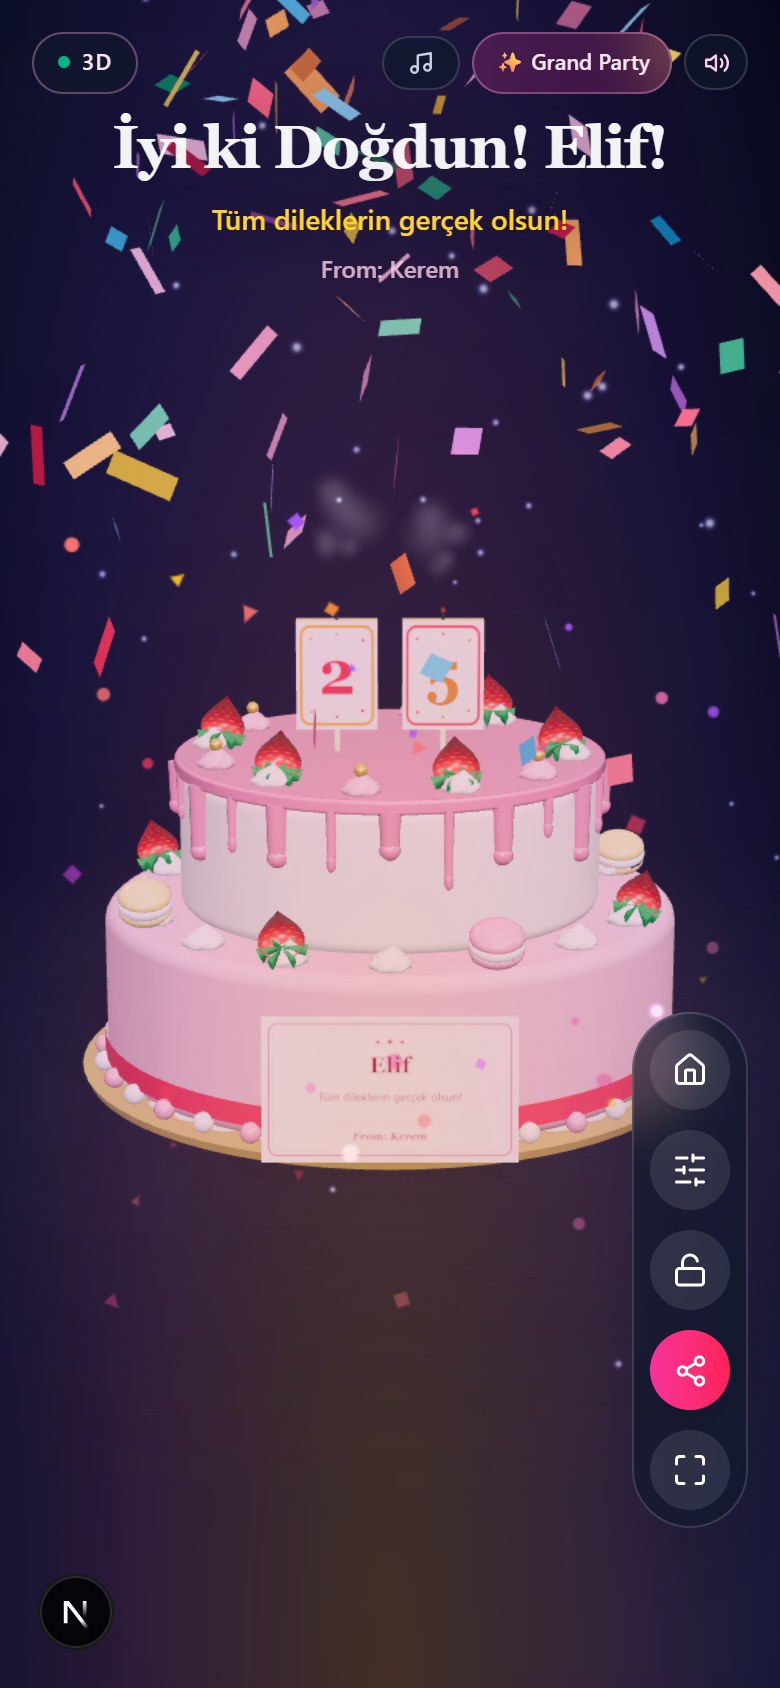 3D
Grand Party
İyi ki Doğdun! Elif!
Tüm dileklerin gerçek olsun!
From: Kerem
2 5
Elif
Tüm dileklerin gerçek olsun!
From: Kerem
N